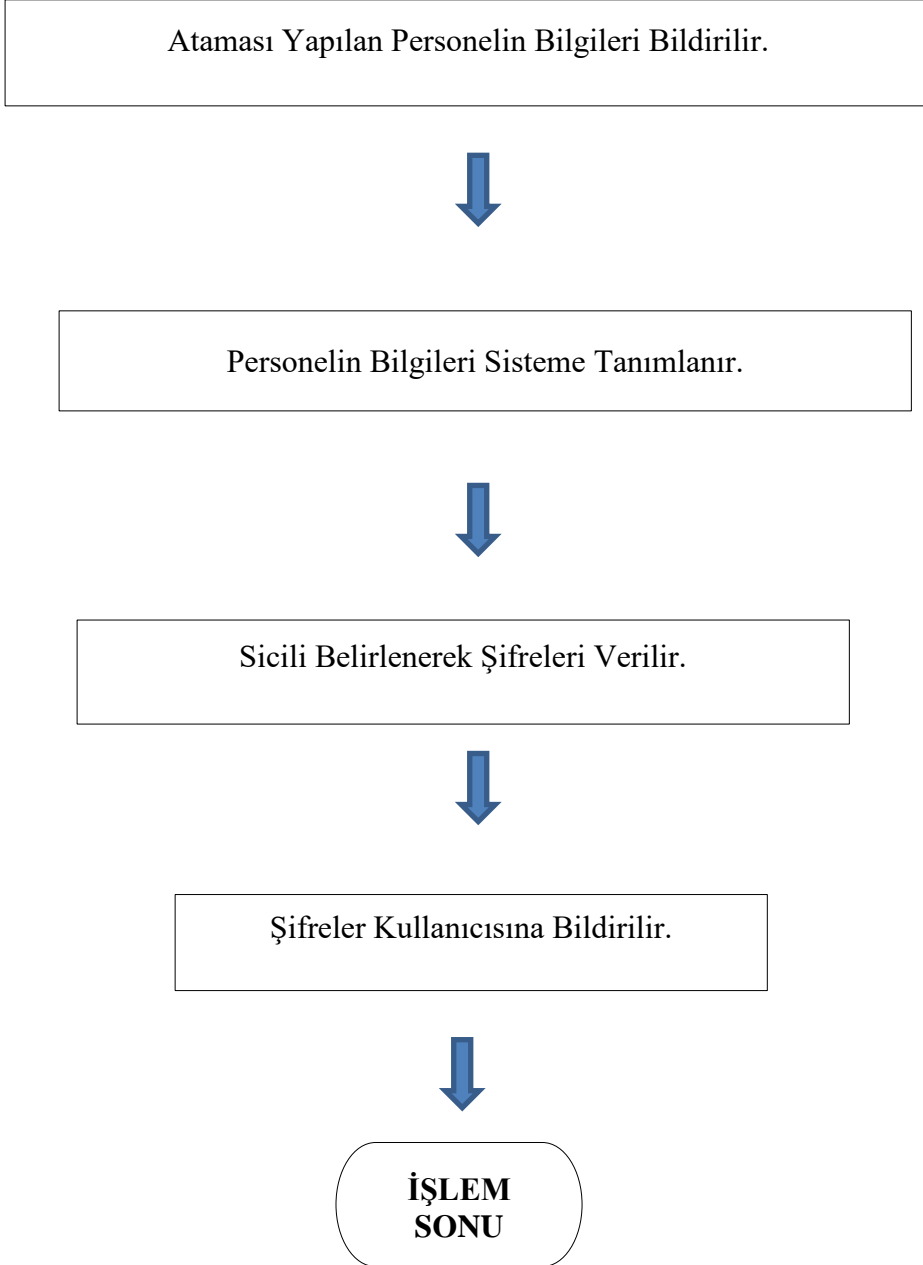 Ataması Yapılan Personelin Bilgileri Bildirilir.
Personelin Bilgileri Sisteme Tanımlanır.
Sicili Belirlenerek Şifreleri Verilir.
Şifreler Kullanıcısına Bildirilir.
İŞLEM
SONU